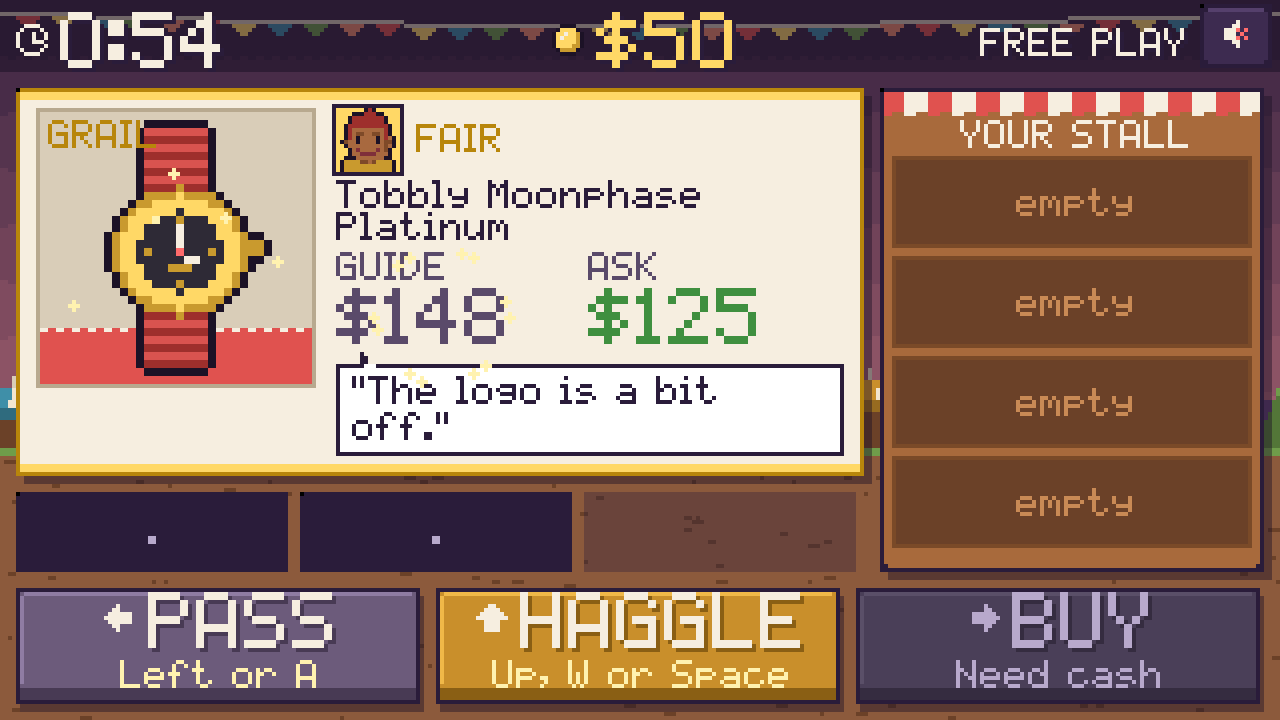 0:54
$50
FREE PLAY
GRAIL
FAIR
Tobbly Moonphase
Platinum
GUIDE
ASK
$148
$125
"The logo is a bit
off."
YOUR STALL
empty
empty
empty
empty
PASS
Left or A
HAGGLE
Up, W or Space
BUY
Need cash